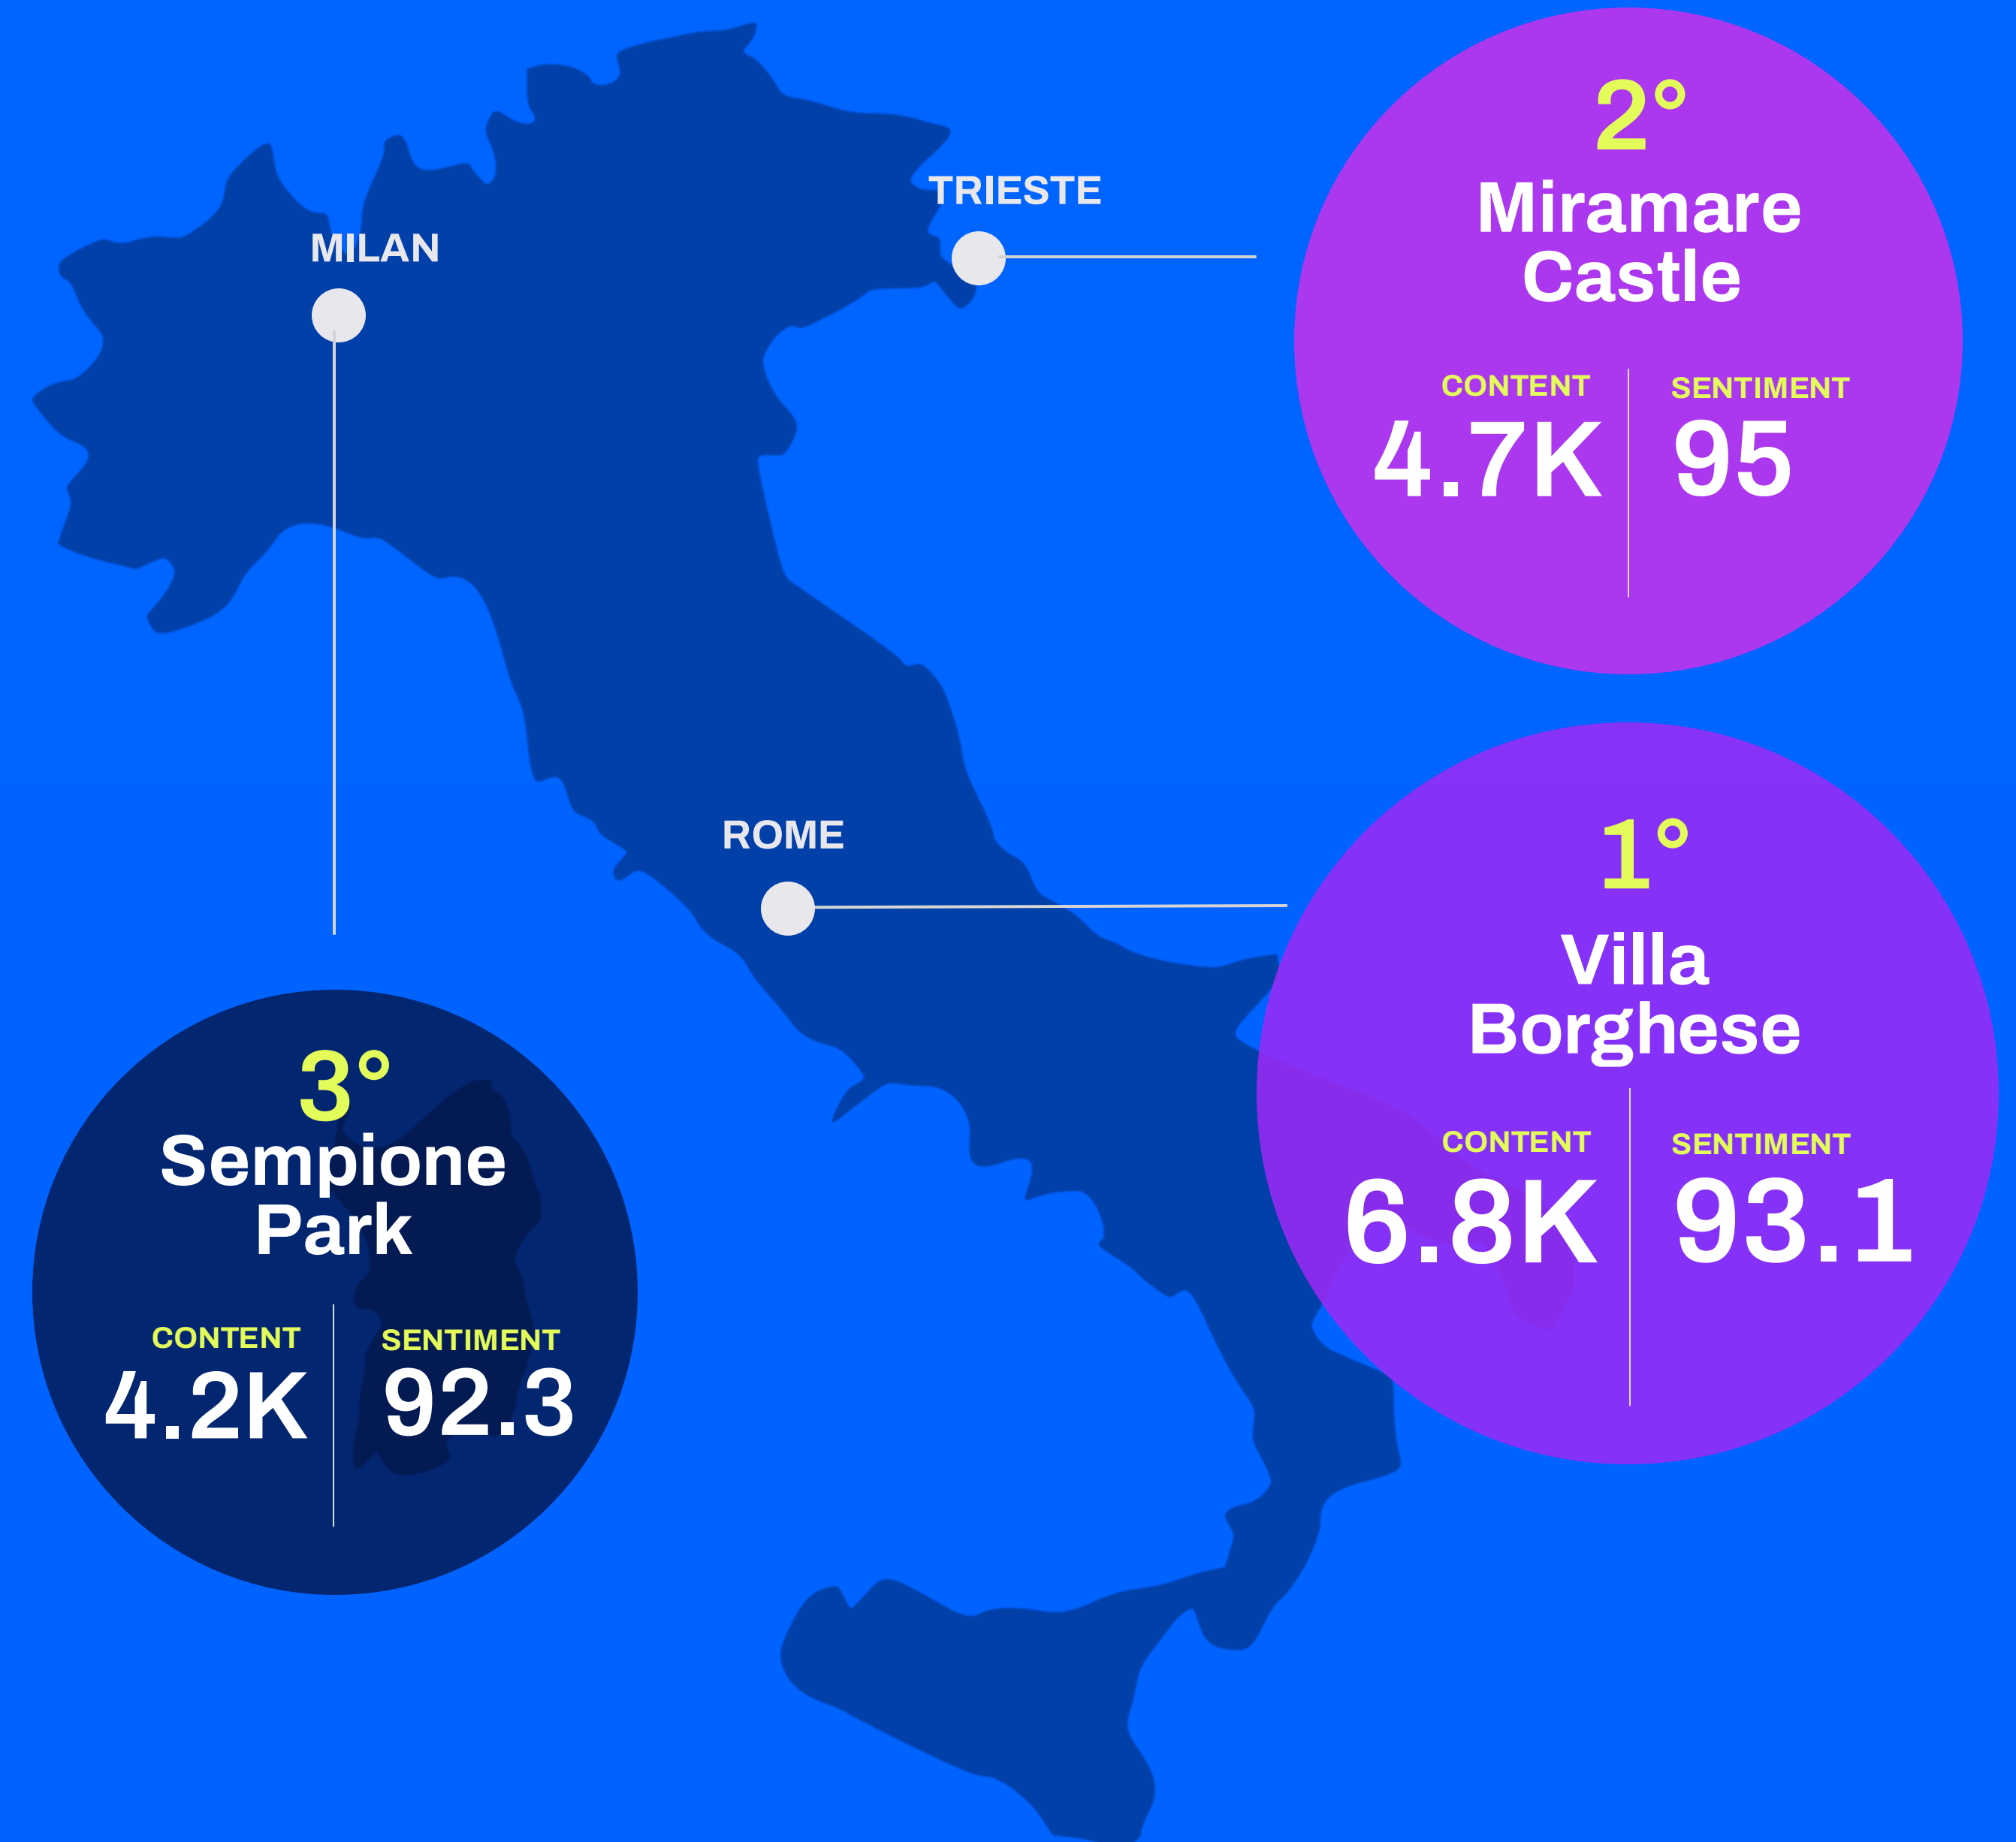 MILAN
TRIESTE
2°
Miramare
Castle
CONTENT
SENTIMENT
4.7K
95
ROME
1°
Villa
Borghese
CONTENT
SENTIMENT
6.8K
93.1
3°
Sempione
Park
CONTENT
SENTIMENT
4.2K
92.3